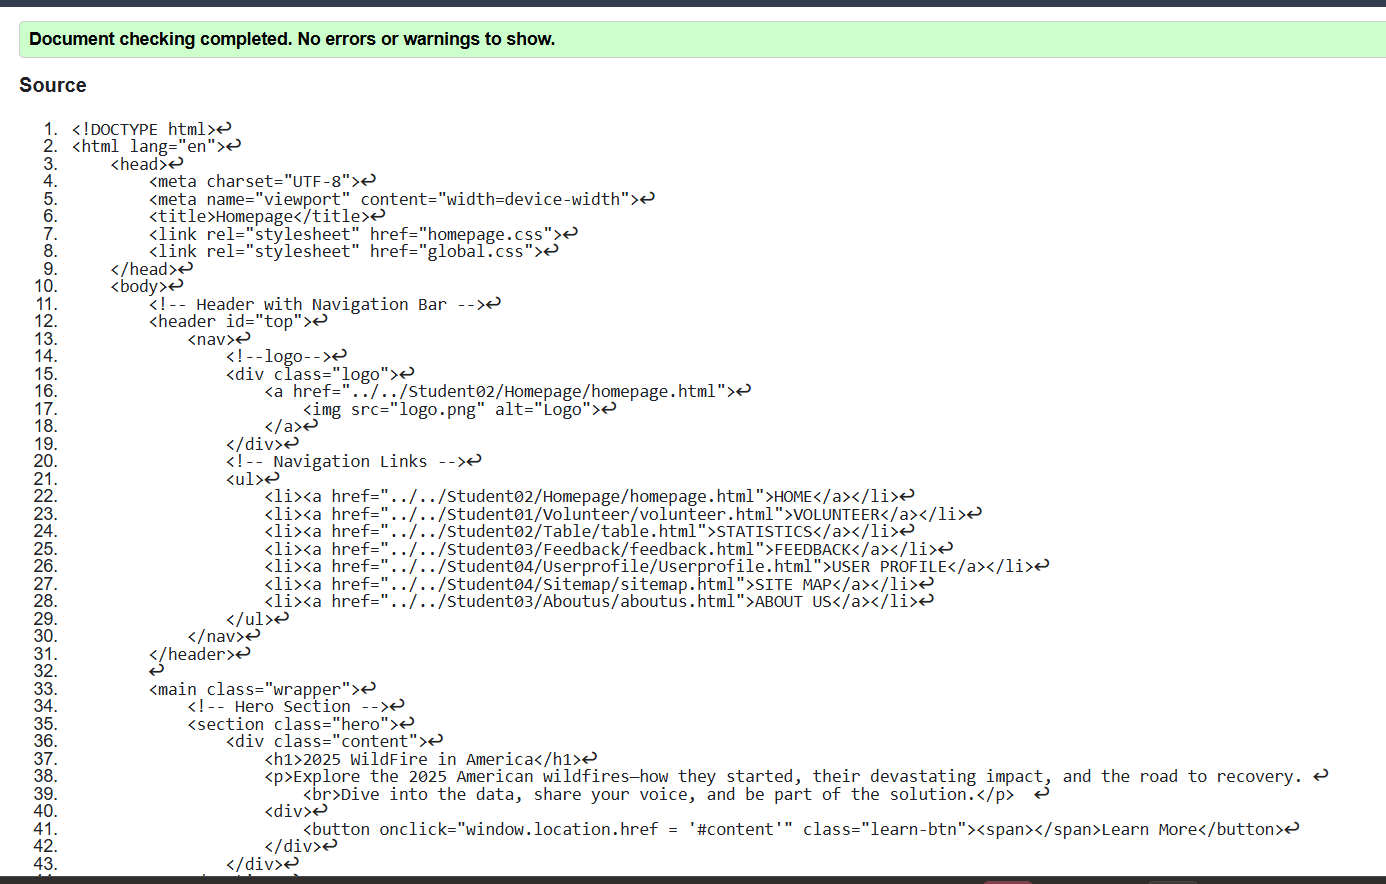 Document checking completed. No errors or warnings to show.
Source
1. <!DOCTYPE html>↩
2. <html lang="en">↩
3.     <head>↩
4.         <meta charset="UTF-8">↩
5.         <meta name="viewport" content="width=device-width">↩
6.         <title>Homepage</title>↩
7.         <link rel="stylesheet" href="homepage.css">↩
8.         <link rel="stylesheet" href="global.css">↩
9.     </head>↩
10.     <body>↩
11.         <!-- Header with Navigation Bar -->↩
12.         <header id="top">↩
13.             <nav>↩
14.                 <!--logo-->↩
15.                 <div class="logo">↩
16.                     <a href="../../Student02/Homepage/homepage.html">↩
17.                         <img src="logo.png" alt="Logo">↩
18.                     </a>↩
19.                 </div>↩
20.                 <!-- Navigation Links -->↩
21.                 <ul>↩
22.                     <li><a href="../../Student02/Homepage/homepage.html">HOME</a></li>↩
23.                     <li><a href="../../Student01/Volunteer/volunteer.html">VOLUNTEER</a></li>↩
24.                     <li><a href="../../Student02/Table/table.html">STATISTICS</a></li>↩
25.                     <li><a href="../../Student03/Feedback/feedback.html">FEEDBACK</a></li>↩
26.                     <li><a href="../../Student04/Userprofile/Userprofile.html">USER PROFILE</a></li>↩
27.                     <li><a href="../../Student04/Sitemap/sitemap.html">SITE MAP</a></li>↩
28.                     <li><a href="../../Student03/Aboutus/aboutus.html">ABOUT US</a></li>↩
29.                 </ul>↩
30.             </nav>↩
31.         </header>↩
32.         ↩
33.         <main class="wrapper">↩
34.             <!-- Hero Section -->↩
35.             <section class="hero">↩
36.                 <div class="content">↩
37.                     <h1>2025 WildFire in America</h1>↩
38.                     <p>Explore the 2025 American wildfires—how they started, their devastating impact, and the road to recovery. ↩
39.                         <br>Dive into the data, share your voice, and be part of the solution.</p>  ↩
40.                     <div>↩
41.                         <button onclick="window.location.href = '#content'" class="learn-btn"><span></span>Learn More</button>↩
42.                     </div>↩
43.                 </div>↩